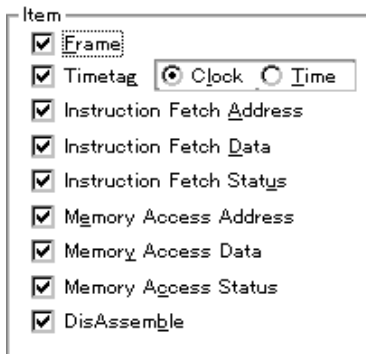 Item
Frame
Timetag Clock Time
Instruction Fetch Address
Instruction Fetch Data
Instruction Fetch Status
Memory Access Address
Memory Access Data
Memory Access Status
DisAssemble